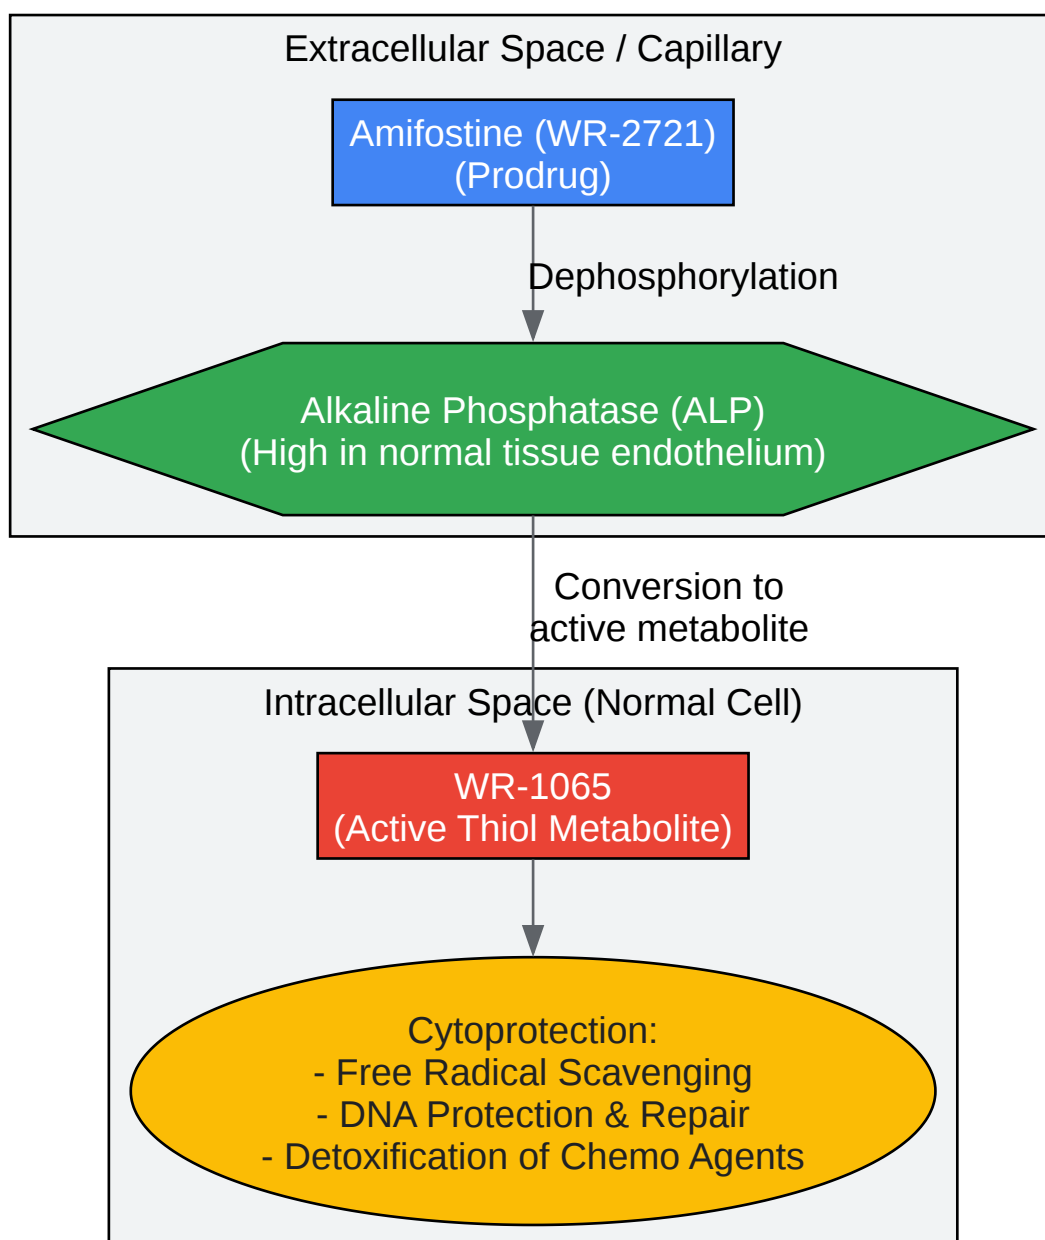 Extracellular Space / Capillary
Amifostine (WR-2721)
(Prodrug)
Dephosphorylation
Alkaline Phosphatase (ALP)
(High in normal tissue endothelium)
Conversion to
active metabolite
Intracellular Space (Normal Cell)
WR-1065
(Active Thiol Metabolite)
Cytoprotection:
- Free Radical Scavenging
- DNA Protection & Repair
- Detoxification of Chemo Agents